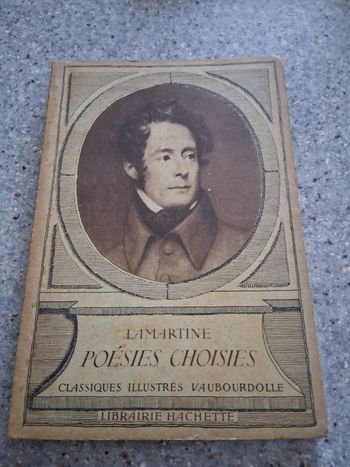 LAMARTINE
POÉSIES CHOISIES
CLASSIQUES ILLUSTRÉS VAUBOURDOLLE
LIBRAIRIE HACHETTE